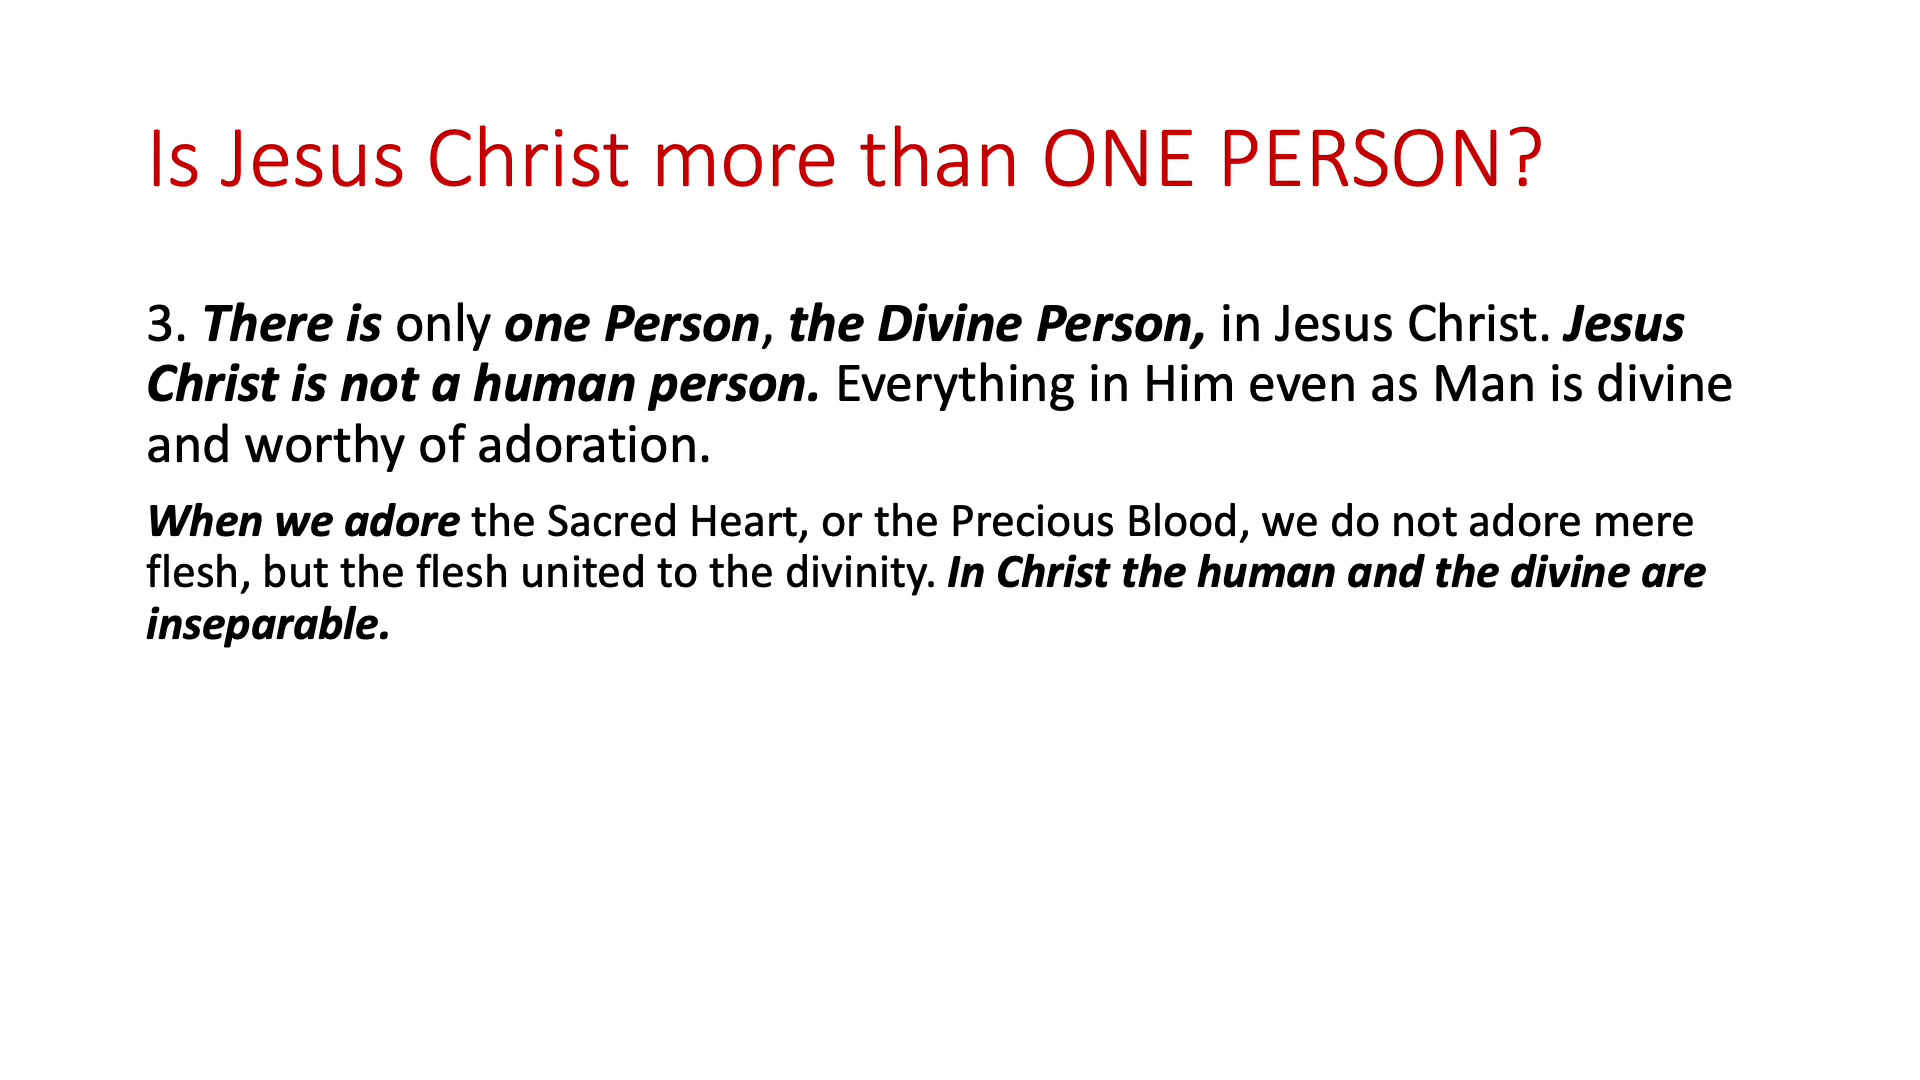 Is Jesus Christ more than ONE PERSON?
3. There is only one Person, the Divine Person, in Jesus Christ. Jesus
Christ is not a human person. Everything in Him even as Man is divine
and worthy of adoration.
When we adore the Sacred Heart, or the Precious Blood, we do not adore mere
flesh, but the flesh united to the divinity. In Christ the human and the divine are
inseparable.